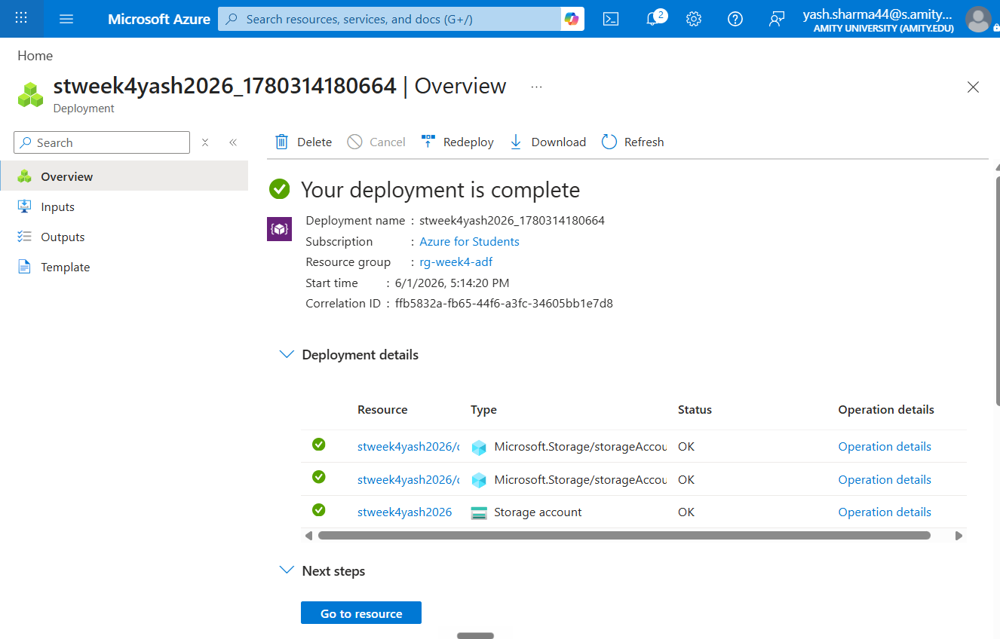 Microsoft Azure
Search resources, services, and docs (G+/)
2
yash.sharma44@s.amity...
AMITY UNIVERSITY (AMITY.EDU)
Home
stweek4yash2026_1780314180664 | Overview ...
Deployment
Search
Delete Cancel Redeploy Download Refresh
Overview
Inputs
Outputs
Template
Your deployment is complete
Deployment name : stweek4yash2026_1780314180664
Subscription : Azure for Students
Resource group : rg-week4-adf
Start time : 6/1/2026, 5:14:20 PM
Correlation ID : ffb5832a-fb65-44f6-a3fc-34605bb1e7d8
Deployment details
Resource Type Status Operation details
stweek4yash2026/ Microsoft.Storage/storageAccou OK Operation details
stweek4yash2026/ Microsoft.Storage/storageAccou OK Operation details
stweek4yash2026 Storage account OK Operation details
Next steps
Go to resource